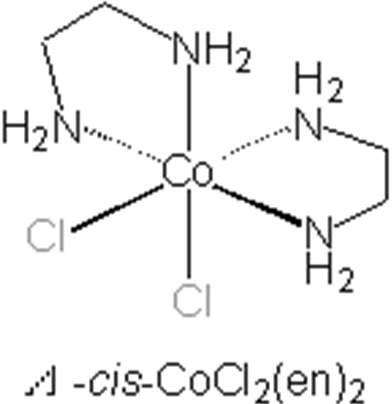 NH₂
H₂
H₂N N
Co
Cl N
H₂
Cl
-cis-CoCl₂(en)₂